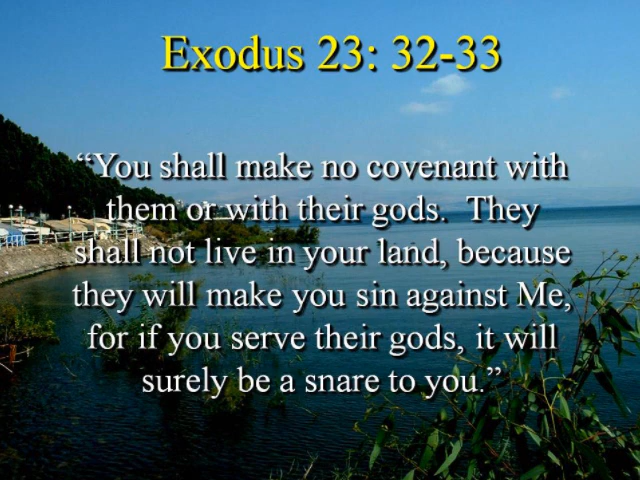 Exodus 23: 32-33
“You shall make no covenant with
them or with their gods.  They
shall not live in your land, because
they will make you sin against Me,
for if you serve their gods, it will
surely be a snare to you.”